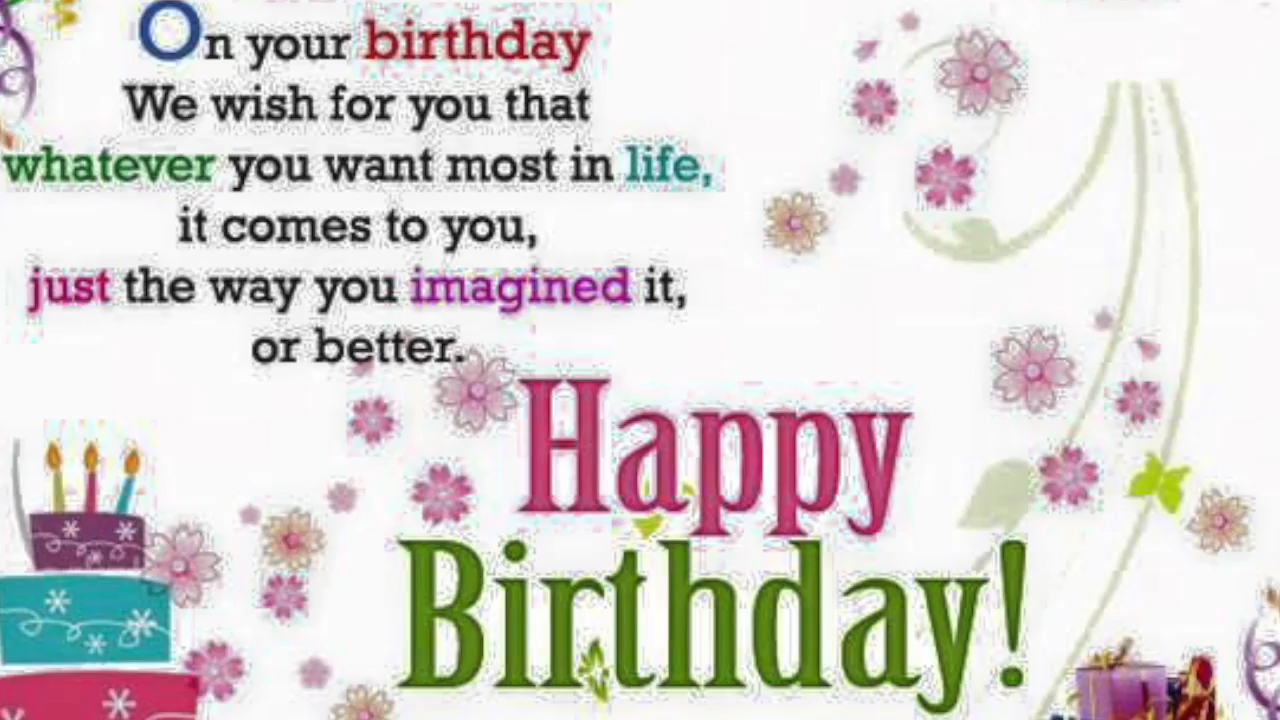 On your birthday
We wish for you that
whatever you want most in life,
it comes to you,
just the way you imagined it,
or better.
Happy
Birthday!